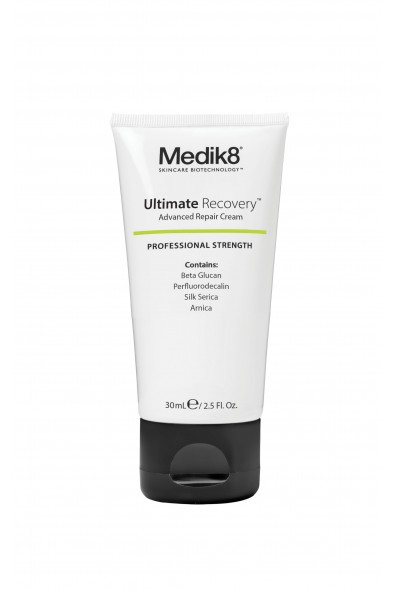 Medik8®
SKINCARE BIOTECHNOLOGY™
Ultimate Recovery™
Advanced Repair Cream
PROFESSIONAL STRENGTH
Contains:
Beta Glucan
Perfluorodecalin
Silk Serica
Arnica
30mL℮/ 2.5 Fl. Oz.